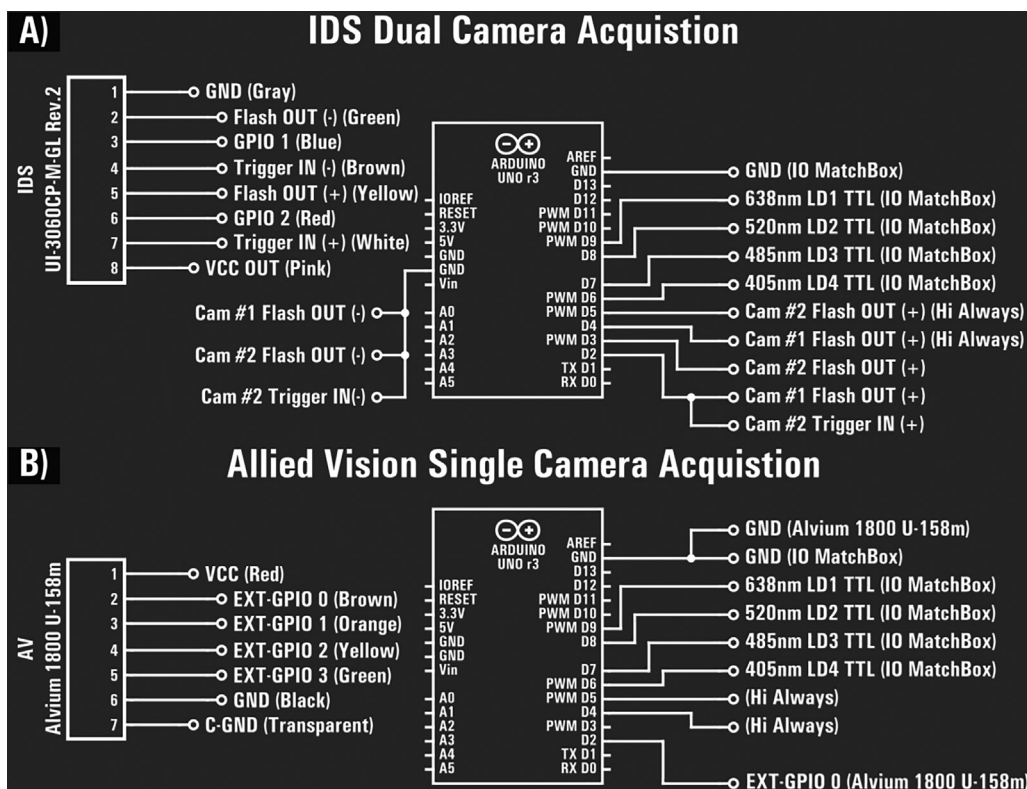 A)
IDS Dual Camera Acquistion
IDS
UI-3060CP-M-GL Rev.2
1 GND (Gray)
2 Flash OUT (-) (Green)
3 GPIO 1 (Blue)
4 Trigger IN (-) (Brown)
5 Flash OUT (+) (Yellow)
6 GPIO 2 (Red)
7 Trigger IN (+) (White)
8 VCC OUT (Pink)
Cam #1 Flash OUT (-)
Cam #2 Flash OUT (-)
Cam #2 Trigger IN(-)
ARDUINO
UNO r3
IOREF
RESET
3.3V
5V
GND
GND
Vin
A0
A1
A2
A3
A4
A5
AREF
GND
D13
D12
PWM D11
PWM D10
PWM D9
D8
D7
PWM D6
PWM D5
D4
PWM D3
D2
TX D1
RX D0
GND (IO MatchBox)
638nm LD1 TTL (IO MatchBox)
520nm LD2 TTL (IO MatchBox)
485nm LD3 TTL (IO MatchBox)
405nm LD4 TTL (IO MatchBox)
Cam #2 Flash OUT (+) (Hi Always)
Cam #1 Flash OUT (+) (Hi Always)
Cam #2 Flash OUT (+)
Cam #1 Flash OUT (+)
Cam #2 Trigger IN (+)
B)
Allied Vision Single Camera Acquistion
AV
Alvium 1800 U-158m
1 VCC (Red)
2 EXT-GPIO 0 (Brown)
3 EXT-GPIO 1 (Orange)
4 EXT-GPIO 2 (Yellow)
5 EXT-GPIO 3 (Green)
6 GND (Black)
7 C-GND (Transparent)
ARDUINO
UNO r3
IOREF
RESET
3.3V
5V
GND
GND
Vin
A0
A1
A2
A3
A4
A5
AREF
GND
D13
D12
PWM D11
PWM D10
PWM D9
D8
D7
PWM D6
PWM D5
D4
PWM D3
D2
TX D1
RX D0
GND (Alvium 1800 U-158m)
GND (IO MatchBox)
638nm LD1 TTL (IO MatchBox)
520nm LD2 TTL (IO MatchBox)
485nm LD3 TTL (IO MatchBox)
405nm LD4 TTL (IO MatchBox)
(Hi Always)
(Hi Always)
EXT-GPIO 0 (Alvium 1800 U-158m)